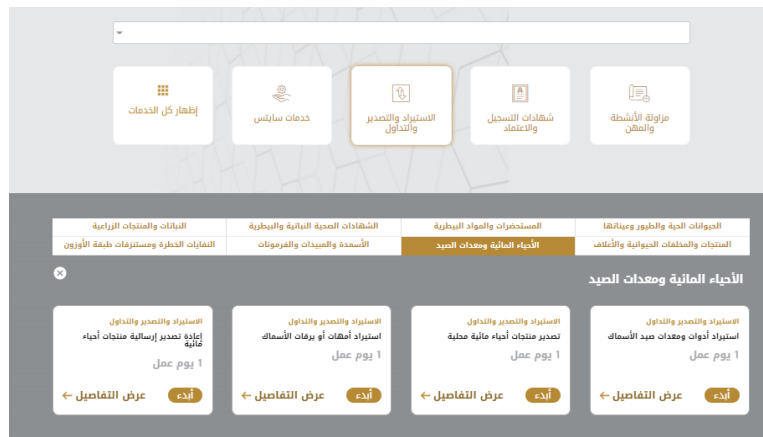 مزاولة الأنشطة
والمهن
شهادات التسجيل
والاعتماد
الاستيراد والتصدير
والتداول
خدمات سايتس
إظهار كل الخدمات
الحيوانات الحية والطيور وعيناتها
المستحضرات والمواد البيطرية
الشهادات الصحية النباتية والبيطرية
النباتات والمنتجات الزراعية
المنتجات والمخلفات الحيوانية والأعلاف
الأحياء المائية ومعدات الصيد
الأسمدة والمبيدات والفرمونات
النفايات الخطرة ومستنزفات طبقة الأوزون
الأحياء المائية ومعدات الصيد
الاستيراد والتصدير والتداول
استيراد أدوات ومعدات صيد الأسماك
1 يوم عمل
أبدء
عرض التفاصيل
الاستيراد والتصدير والتداول
تصدير منتجات أحياء مائية محلية
1 يوم عمل
أبدء
عرض التفاصيل
الاستيراد والتصدير والتداول
استيراد أمهات أو يرقات الأسماك
1 يوم عمل
أبدء
عرض التفاصيل
الاستيراد والتصدير والتداول
إعادة تصدير إرسالية منتجات أحياء
مائية
1 يوم عمل
أبدء
عرض التفاصيل